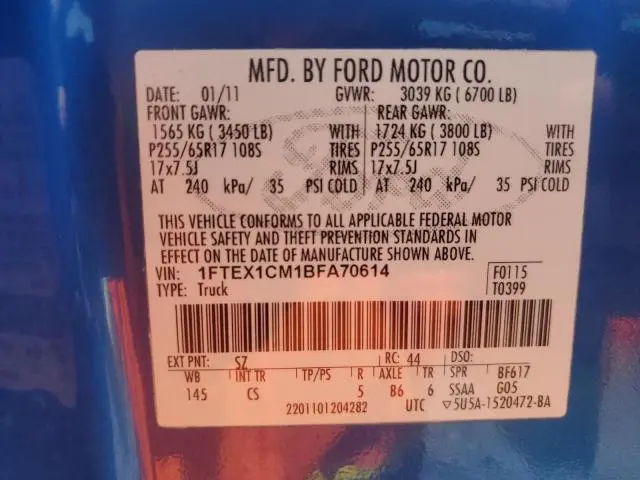 MFD. BY FORD MOTOR CO.
DATE: 01/11 GVWR: 3039 KG ( 6700 LB)
FRONT GAWR: REAR GAWR:
1565 KG ( 3450 LB) WITH 1724 KG ( 3800 LB) WITH
P255/65R17 108S TIRES P255/65R17 108S TIRES
17x7.5J RIMS 17x7.5J RIMS
AT 240 kPa/ 35 PSI COLD AT 240 kPa/ 35 PSI COLD
THIS VEHICLE CONFORMS TO ALL APPLICABLE FEDERAL MOTOR
VEHICLE SAFETY AND THEFT PREVENTION STANDARDS IN
EFFECT ON THE DATE OF MANUFACTURE SHOWN ABOVE.
VIN: 1FTEX1CM1BFA70614 F0115
TYPE: Truck T0399
EXT PNT: SZ RC: 44 DSO:
WB INT TR TP/PS R AXLE TR SPR BF617
145 CS 5 B6 6 SSAA G05
2201101204282 UTC ▽5U5A-1520472-BA